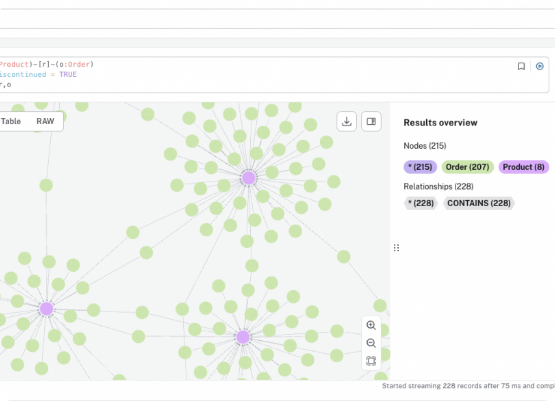 Product)-[r]-(o:Order)
iscontinued = TRUE
r,o
Table RAW
Results overview
Nodes (215)
* (215) Order (207) Product (8)
Relationships (228)
* (228) CONTAINS (228)
Started streaming 228 records after 75 ms and compl